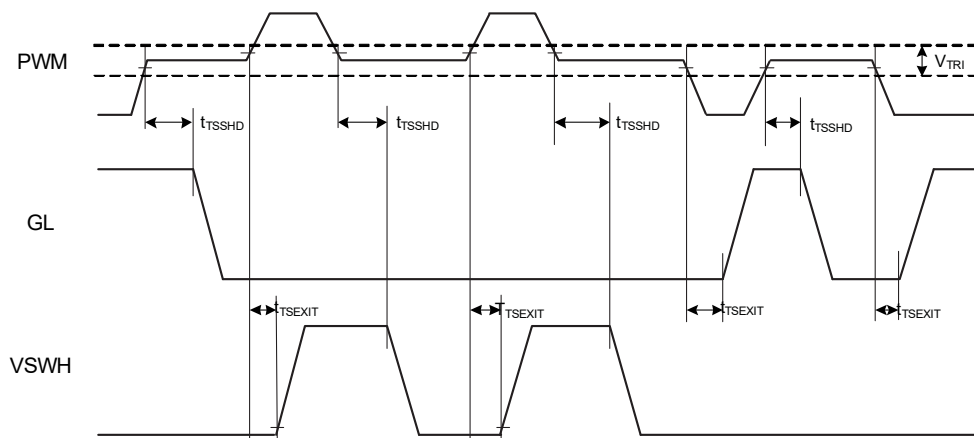 PWM
V_TRI
t_TSSHD
t_TSSHD
t_TSSHD
t_TSSHD
GL
t_TSEXIT
T_TSEXIT
t_TSEXIT
t_TSEXIT
VSWH